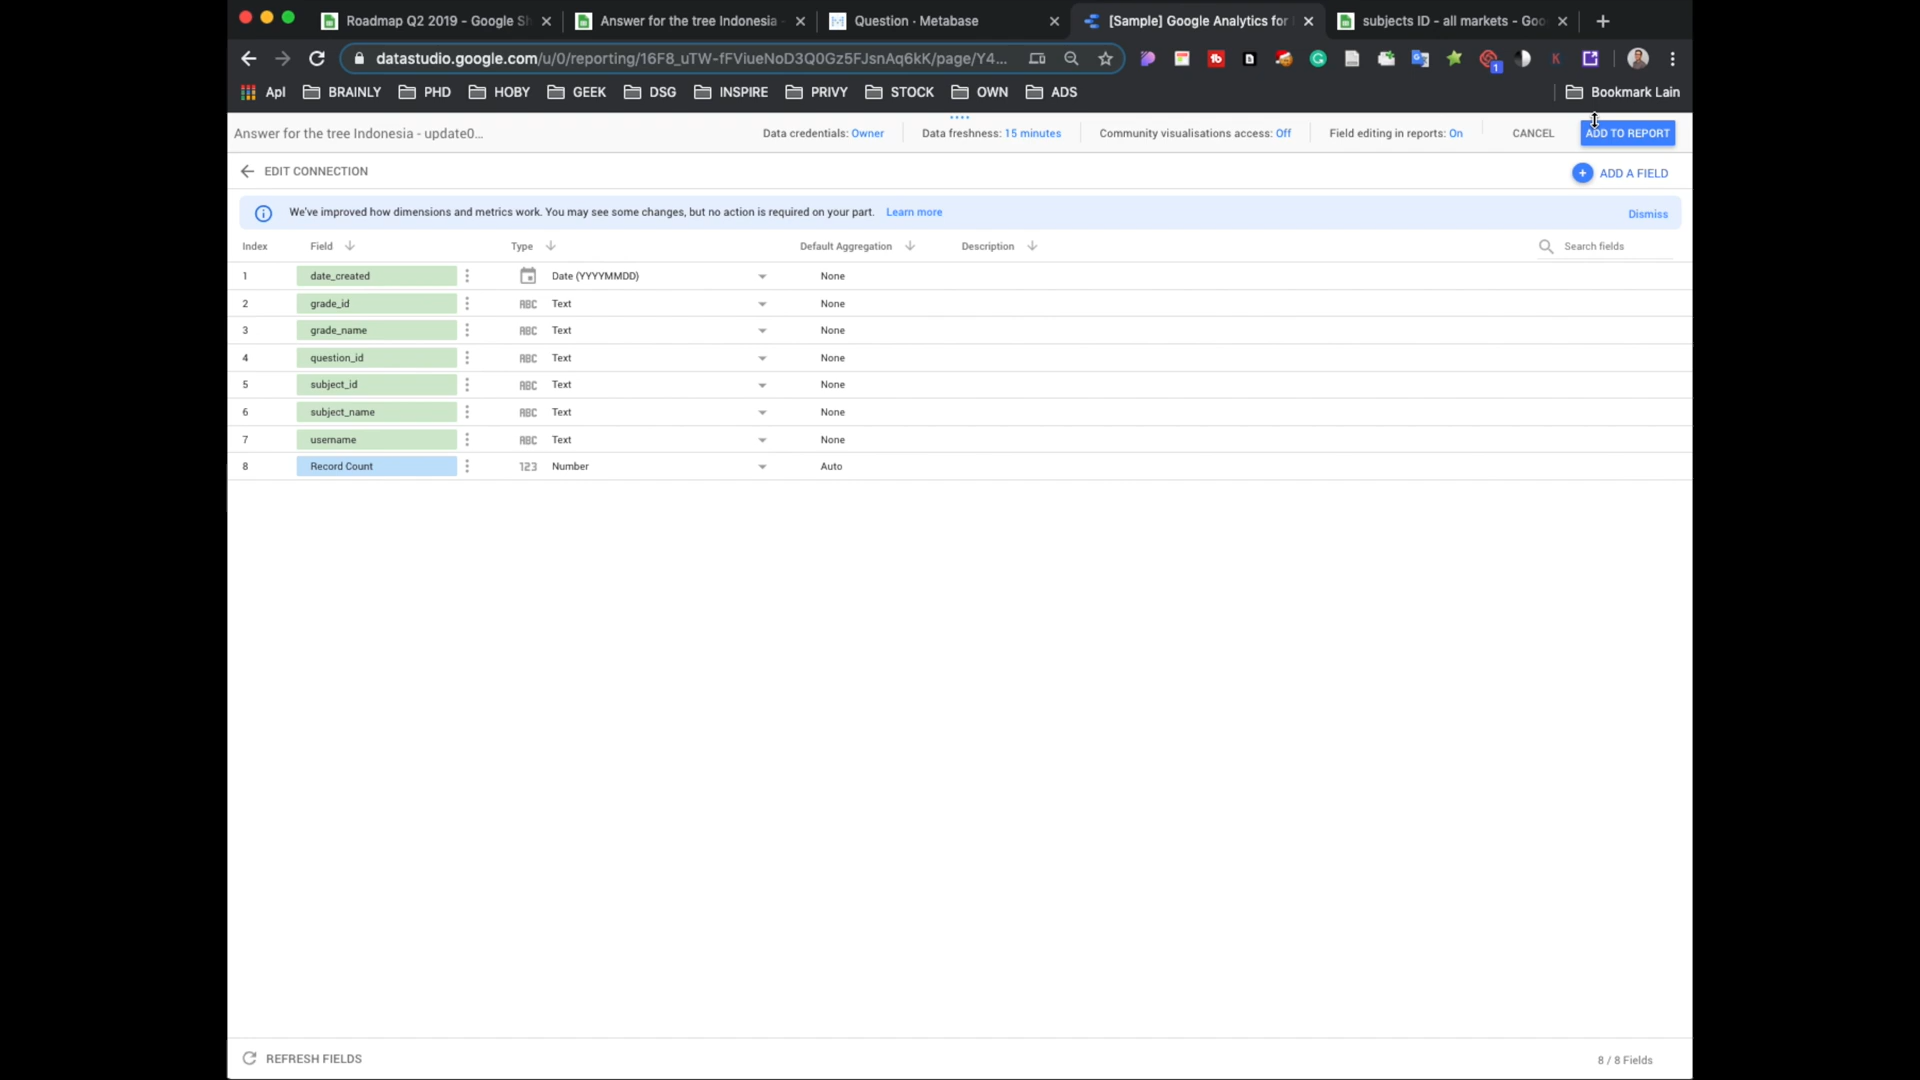 Roadmap Q2 2019 - Google Sh
Answer for the tree Indonesia -
Question · Metabase
[Sample] Google Analytics for
subjects ID - all markets - Goo
datastudio.google.com/u/0/reporting/16F8_uTW-fFViueNoD3Q0Gz5FJsnAq6kK/page/Y4...
1
Apl BRAINLY PHD HOBY GEEK DSG INSPIRE PRIVY STOCK OWN ADS Bookmark Lain
Answer for the tree Indonesia - update0...
Data credentials: Owner
Data freshness: 15 minutes
Community visualisations access: Off
Field editing in reports: On
CANCEL
ADD TO REPORT
EDIT CONNECTION
ADD A FIELD
We've improved how dimensions and metrics work. You may see some changes, but no action is required on your part. Learn more
Dismiss
Index Field Type Default Aggregation Description Search fields
1 date_created Date (YYYYMMDD) None
2 grade_id ABC Text None
3 grade_name ABC Text None
4 question_id ABC Text None
5 subject_id ABC Text None
6 subject_name ABC Text None
7 username ABC Text None
8 Record Count 123 Number Auto
REFRESH FIELDS
8 / 8 Fields